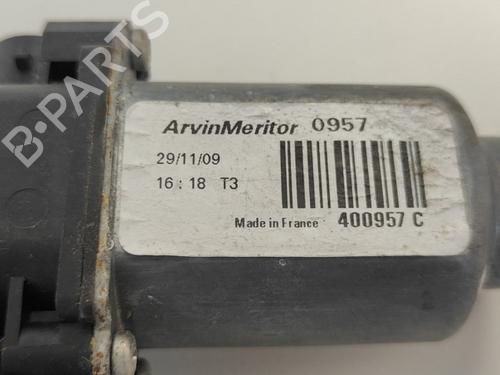 B-PARTS
ArvinMeritor 0957
29/11/09
16 : 18 T3
Made in France 400957 C